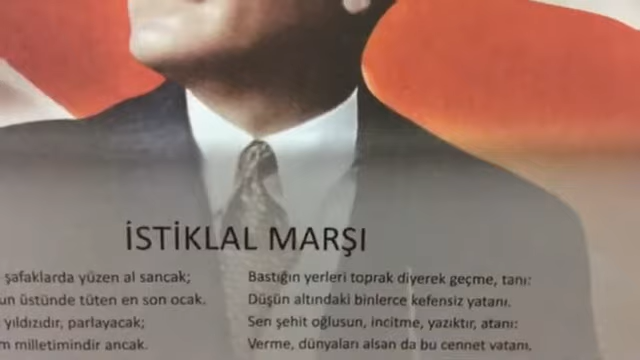 İSTİKLAL MARŞI
şafaklarda yüzen al sancak;
un üstünde tüten en son ocak.
yıldızıdır, parlayacak;
m milletimindir ancak.
Bastığın yerleri toprak diyerek geçme, tanı:
Düşün altındaki binlerce kefensiz yatanı.
Sen şehit oğlusun, incitme, yazıktır, atanı:
Verme, dünyaları alsan da bu cennet vatanı.